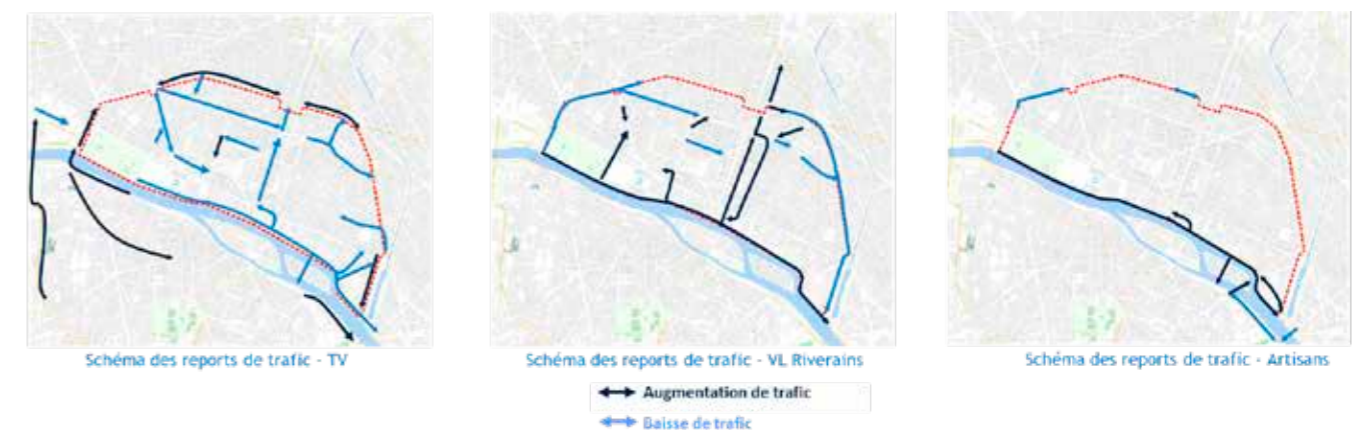 Schéma des reports de trafic - TV
Schéma des reports de trafic - VL Riverains
Schéma des reports de trafic - Artisans
Augmentation de trafic
Baisse de trafic